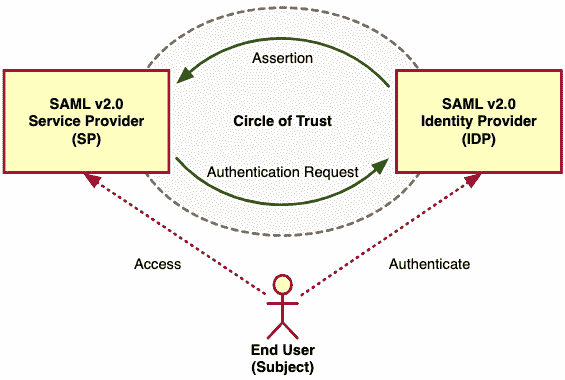 Assertion
SAML v2.0
Service Provider
(SP)
Circle of Trust
SAML v2.0
Identity Provider
(IDP)
Authentication Request
Access
Authenticate
End User
(Subject)